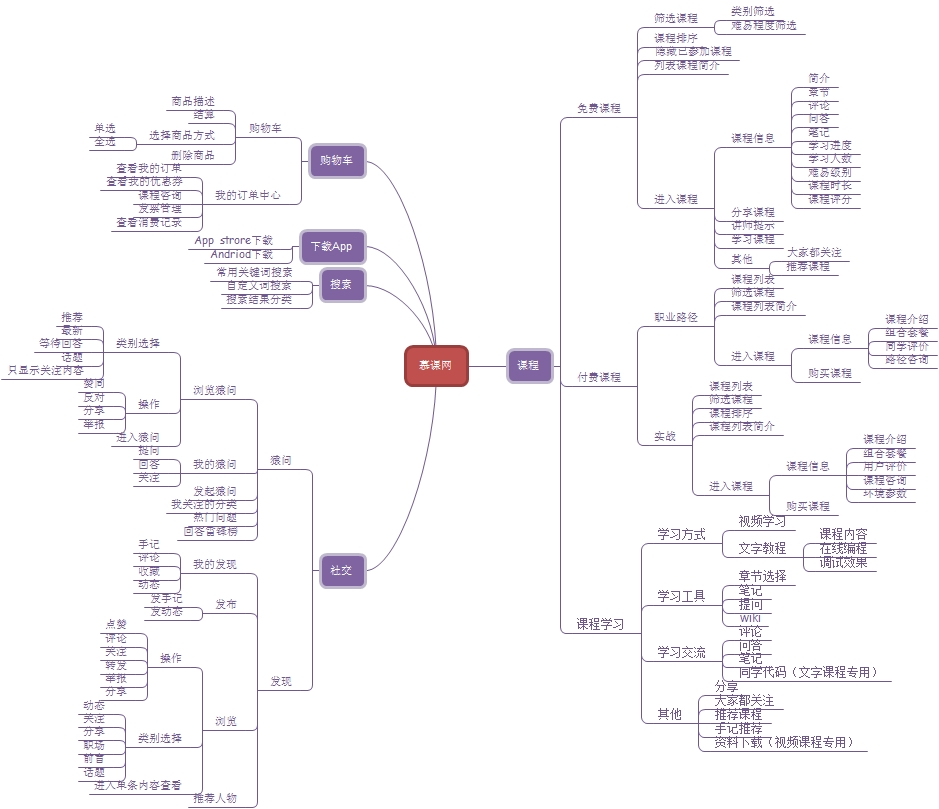 慕课网
购物车
购物车
商品描述
结算
选择商品方式
单选
全选
删除商品
我的订单中心
查看我的订单
查看我的优惠券
课程咨询
发票管理
查看消费记录
下载App
App strore下载
Andriod下载
搜素
常用关键词搜素
自定义词搜素
搜素结果分类
社交
猿问
浏览猿问
类别选择
推荐
最新
等待回答
话题
只显示关注内容
操作
赞同
反对
分享
举报
进入猿问
我的猿问
提问
回答
关注
发起猿问
我关注的分类
热门问题
回答雷锋榜
发现
我的发现
手记
评论
收藏
动态
发布
发手记
发动态
浏览
操作
点赞
评论
关注
转发
举报
分享
类别选择
动态
关注
分享
职场
前言
话题
进入单条内容查看
推荐人物
课程
免费课程
筛选课程
类别筛选
难易程度筛选
课程排序
隐藏已参加课程
列表课程简介
进入课程
课程信息
简介
章节
评论
问答
笔记
学习进度
学习人数
难易级别
课程时长
课程评分
分享课程
讲师提示
学习课程
其他
大家都关注
推荐课程
付费课程
职业路径
课程列表
筛选课程
课程列表简介
进入课程
课程信息
课程介绍
组合套餐
同学评价
路径咨询
购买课程
实战
课程列表
筛选课程
课程排序
课程列表简介
进入课程
课程信息
课程介绍
组合套餐
用户评价
课程咨询
环境参数
购买课程
课程学习
学习方式
视频学习
文字教程
课程内容
在线编程
调试效果
学习工具
章节选择
笔记
提问
wiki
学习交流
评论
问答
笔记
同学代码（文字课程专用）
其他
分享
大家都关注
推荐课程
手记推荐
资料下载（视频课程专用）